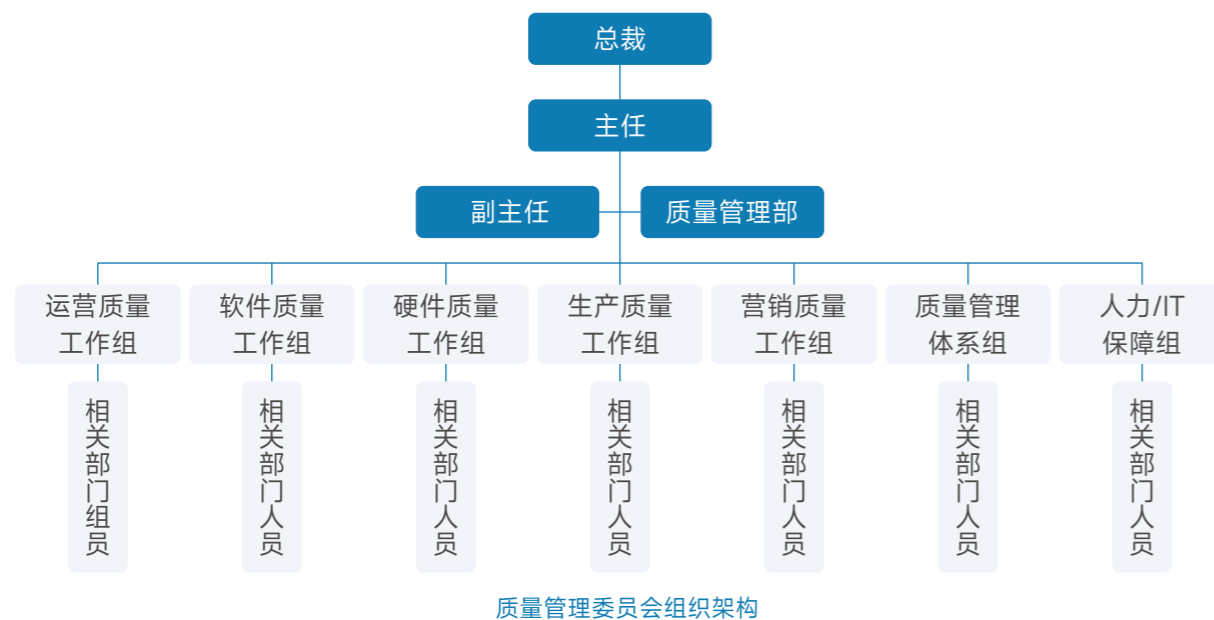 总裁
主任
副主任
质量管理部
运营质量
工作组
软件质量
工作组
硬件质量
工作组
生产质量
工作组
营销质量
工作组
质量管理
体系组
人力/IT
保障组
相关部门组员
相关部门人员
相关部门人员
相关部门人员
相关部门人员
相关部门人员
相关部门人员
质量管理委员会组织架构